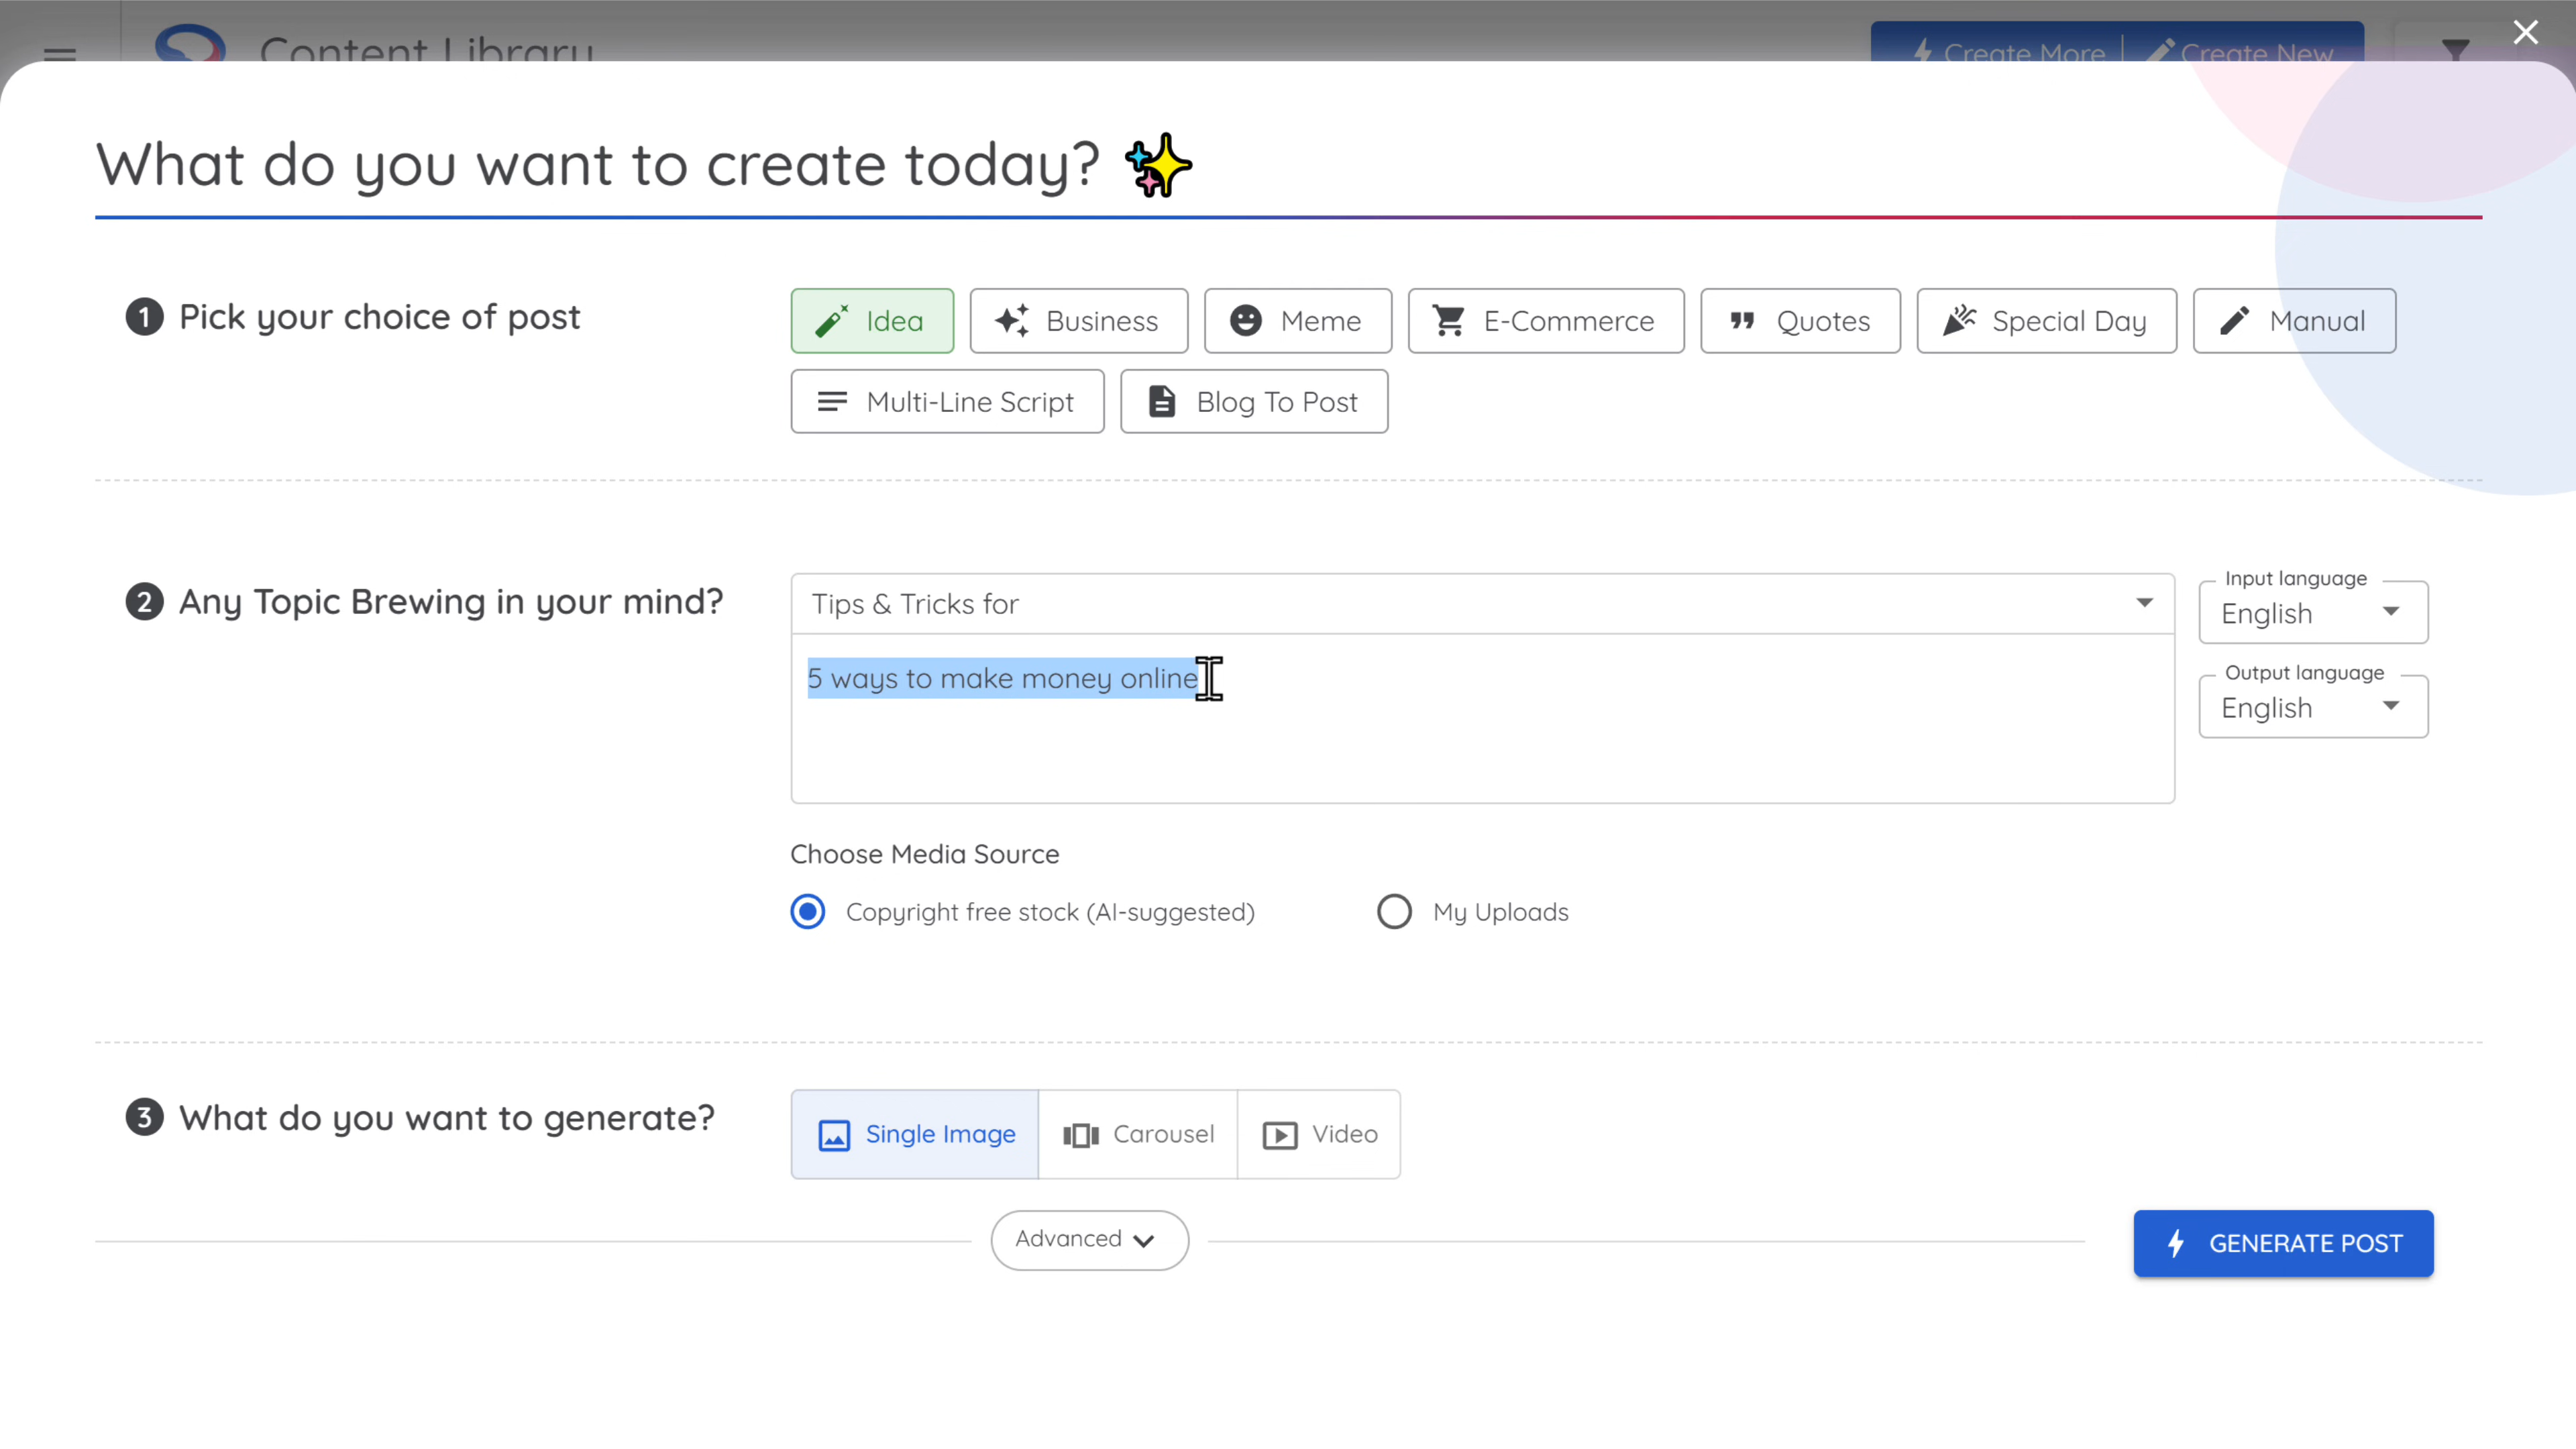 Content Library
Create More
Create New
What do you want to create today?
1 Pick your choice of post
Idea
Business
Meme
E-Commerce
Quotes
Special Day
Manual
Multi-Line Script
Blog To Post
2 Any Topic Brewing in your mind?
Tips & Tricks for
5 ways to make money online
Input language
English
Output language
English
Choose Media Source
Copyright free stock (AI-suggested)
My Uploads
3 What do you want to generate?
Single Image
Carousel
Video
Advanced
GENERATE POST